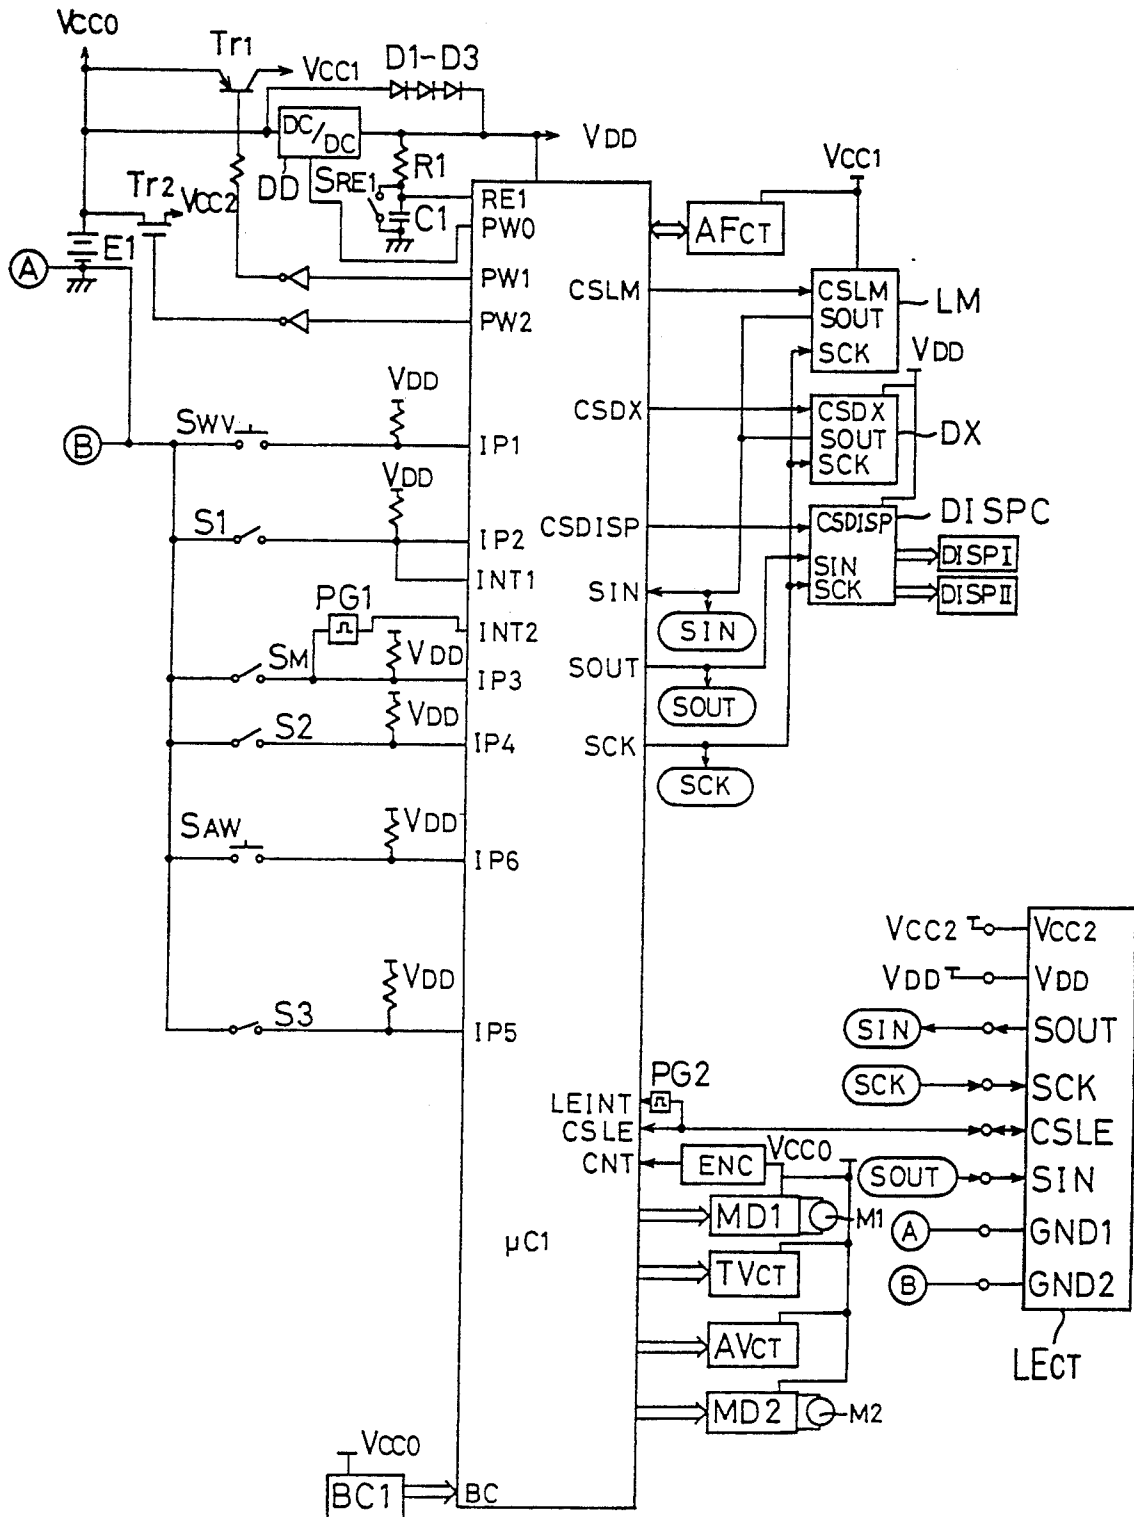 VCC0
Tr1
VCC1
D1-D3
DC/DC
VDD
R1
DD
SRE1
C1
Tr2
VCC2
E1
A
RE1
PW0
PW1
PW2
VCC1
AFCT
CSLM
CSLM
SOUT
SCK
LM
VDD
VDD
SWV
B
IP1
CSDX
CSDX
SOUT
SCK
DX
VDD
S1
IP2
INT1
CSDISP
CSDISP
SIN
SCK
DISPC
DISPI
DISPII
SIN
SIN
PG1
INT2
SM
VDD
IP3
SOUT
SOUT
S2
VDD
IP4
SCK
SCK
SAW
VDD
IP6
S3
VDD
IP5
VCC2
VCC2
VDD
VDD
SIN
SOUT
SCK
SCK
PG2
LEINT
CSLE
CSLE
CNT
ENC
VCC0
SOUT
SIN
MD1
M1
A
GND1
µC1
TVCT
B
GND2
AVCT
LECT
MD2
M2
VCC0
BC1
BC